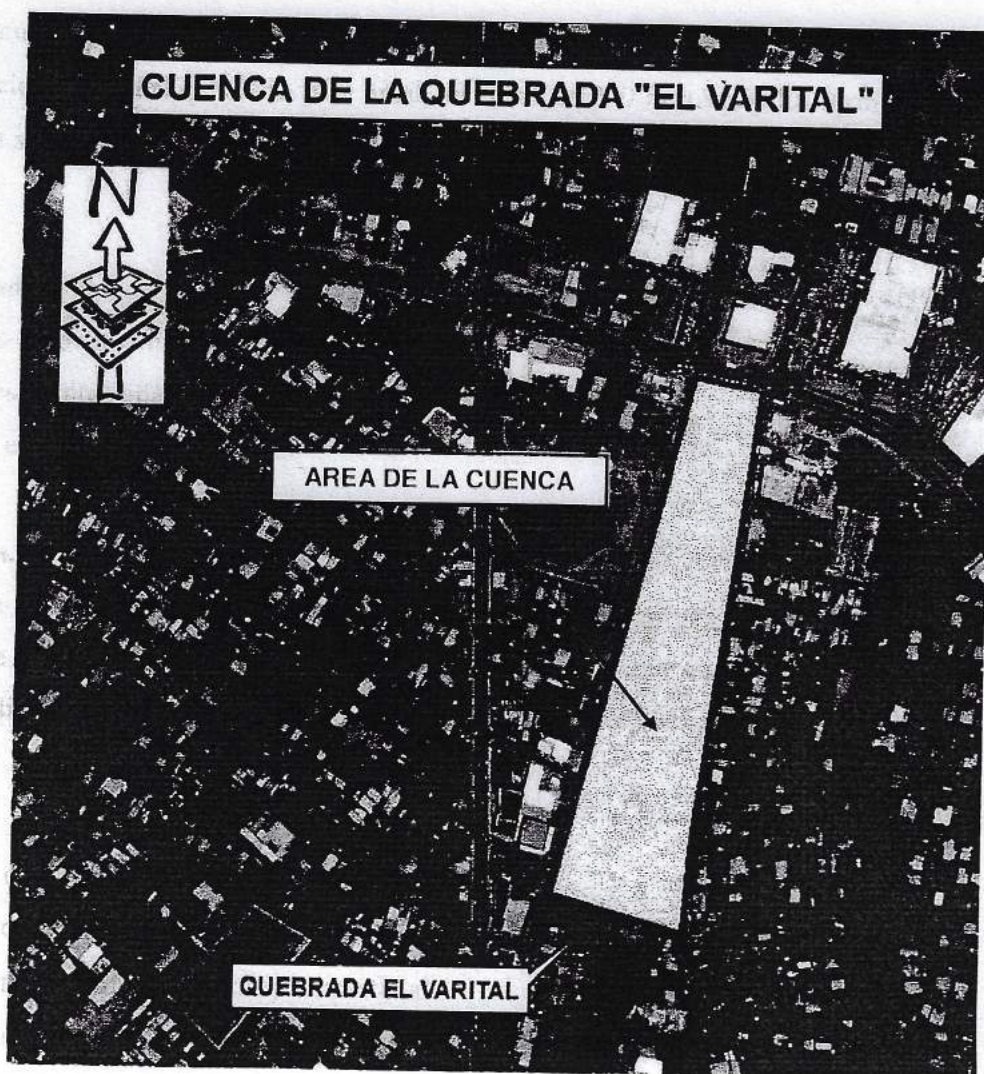 CUENCA DE LA QUEBRADA "EL VARITAL"
N
AREA DE LA CUENCA
QUEBRADA EL VARITAL